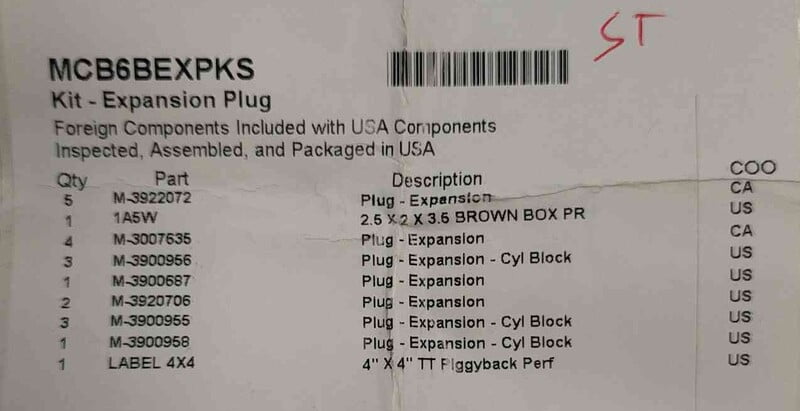 ST
MCB6BEXPKS
Kit - Expansion Plug
Foreign Components Included with USA Components
Inspected, Assembled, and Packaged in USA
Qty Part Description COO
5 M-3922072 Plug - Expansion CA
1 1A5W 2.5 X 2 X 3.5 BROWN BOX PR US
4 M-3007635 Plug - Expansion CA
3 M-3900956 Plug - Expansion - Cyl Block US
1 M-3900687 Plug - Expansion US
2 M-3920706 Plug - Expansion US
3 M-3900955 Plug - Expansion - Cyl Block US
1 M-3900958 Plug - Expansion - Cyl Block US
1 LABEL 4X4 4" X 4" TT Piggyback Perf US